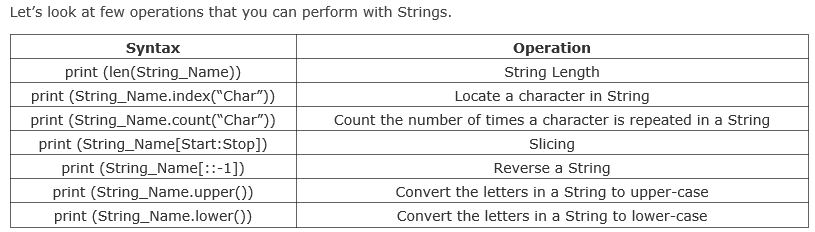 Let’s look at few operations that you can perform with Strings.
Syntax Operation
print (len(String_Name)) String Length
print (String_Name.index(“Char”)) Locate a character in String
print (String_Name.count(“Char”)) Count the number of times a character is repeated in a String
print (String_Name[Start:Stop]) Slicing
print (String_Name[::-1]) Reverse a String
print (String_Name.upper()) Convert the letters in a String to upper-case
print (String_Name.lower()) Convert the letters in a String to lower-case